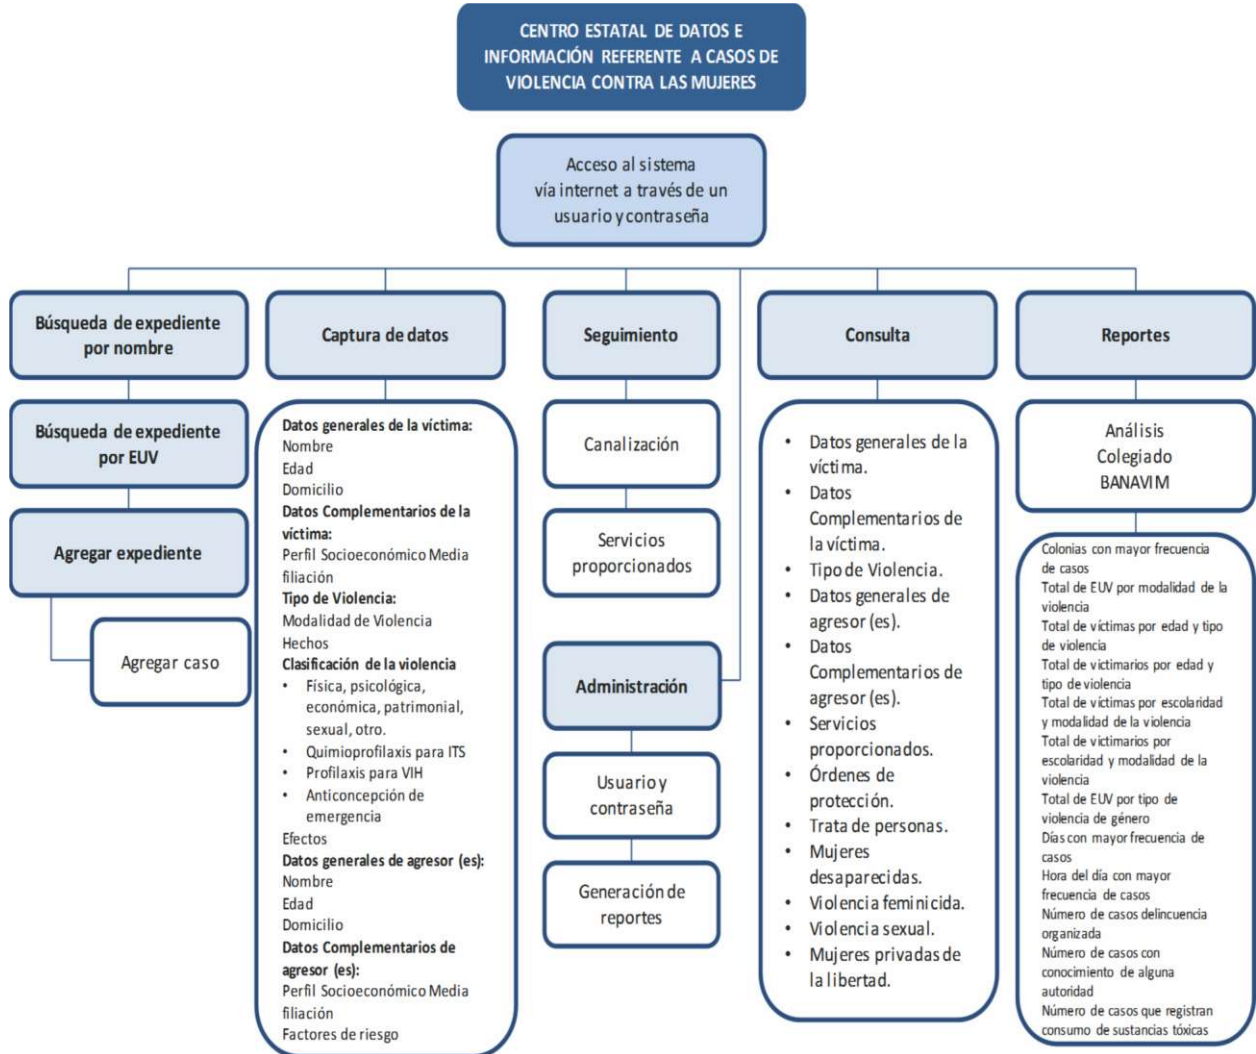 CENTRO ESTATAL DE DATOS E
INFORMACIÓN REFERENTE A CASOS DE
VIOLENCIA CONTRA LAS MUJERES
Acceso al sistema
vía internet a través de un
usuario y contraseña
Búsqueda de expediente
por nombre
Búsqueda de expediente
por EUV
Agregar expediente
Agregar caso
Captura de datos
Datos generales de la víctima:
Nombre
Edad
Domicilio
Datos Complementarios de la
víctima:
Perfil Socioeconómico Media
filiación
Tipo de Violencia:
Modalidad de Violencia
Hechos
Clasificación de la violencia
• Física, psicológica,
económica, patrimonial,
sexual, otro.
• Quimioprofilaxis para ITS
• Profilaxis para VIH
• Anticoncepción de
emergencia
Efectos
Datos generales de agresor (es):
Nombre
Edad
Domicilio
Datos Complementarios de
agresor (es):
Perfil Socioeconómico Media
filiación
Factores de riesgo
Seguimiento
Canalización
Servicios
proporcionados
Administración
Usuario y
contraseña
Generación de
reportes
Consulta
• Datos generales de la
víctima.
• Datos
Complementarios de
la víctima.
• Tipo de Violencia.
• Datos generales de
agresor (es).
• Datos
Complementarios de
agresor (es).
• Servicios
proporcionados.
• Órdenes de
protección.
• Trata de personas.
• Mujeres
desaparecidas.
• Violencia feminicida.
• Violencia sexual.
• Mujeres privadas de
la libertad.
Reportes
Análisis
Colegiado
BANAVIM
Colonias con mayor frecuencia
de casos
Total de EUV por modalidad de la
violencia
Total de víctimas por edad y tipo
de violencia
Total de victimarios por edad y
tipo de violencia
Total de víctimas por escolaridad
y modalidad de la violencia
Total de victimarios por
escolaridad y modalidad de la
violencia
Total de EUV por tipo de
violencia de género
Días con mayor frecuencia de
casos
Hora del día con mayor
frecuencia de casos
Número de casos delincuencia
organizada
Número de casos con
conocimiento de alguna
autoridad
Número de casos que registran
consumo de sustancias tóxicas